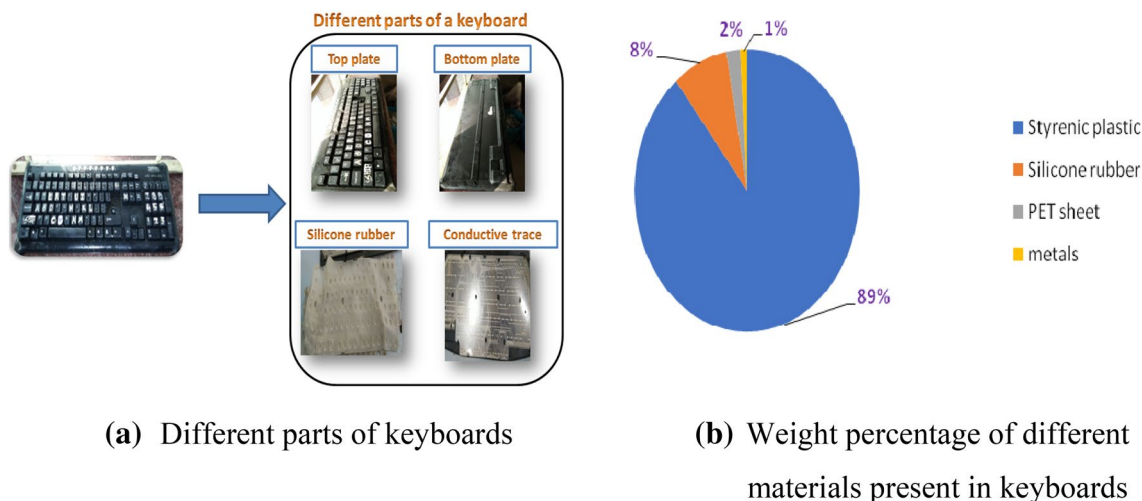 Different parts of a keyboard
Top plate
Bottom plate
Silicone rubber
Conductive trace
(a) Different parts of keyboards
b)
2%
1%
8%
89%
Styrenic plastic
Silicone rubber
PET sheet
metals
(b) Weight percentage of different
materials present in keyboards